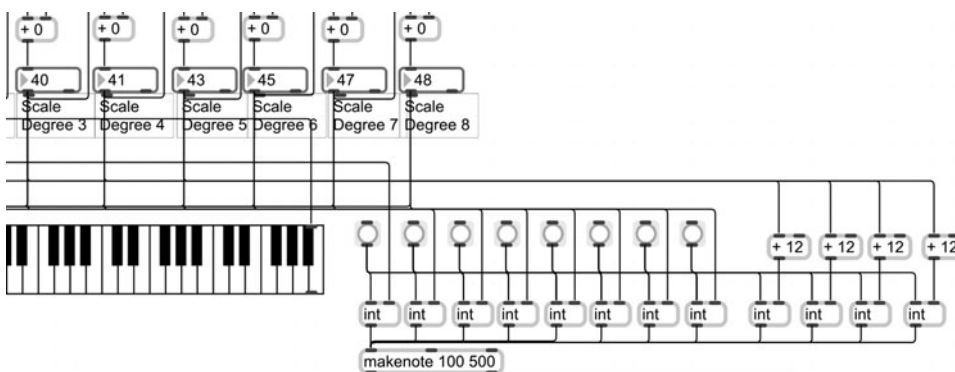 + 0
+ 0
+ 0
+ 0
+ 0
+ 0
40
41
43
45
47
48
Scale
Degree 3
Scale
Degree 4
Scale
Degree 5
Scale
Degree 6
Scale
Degree 7
Scale
Degree 8
+ 12
+ 12
+ 12
+ 12
int
int
int
int
int
int
int
int
int
int
int
int
makenote 100 500